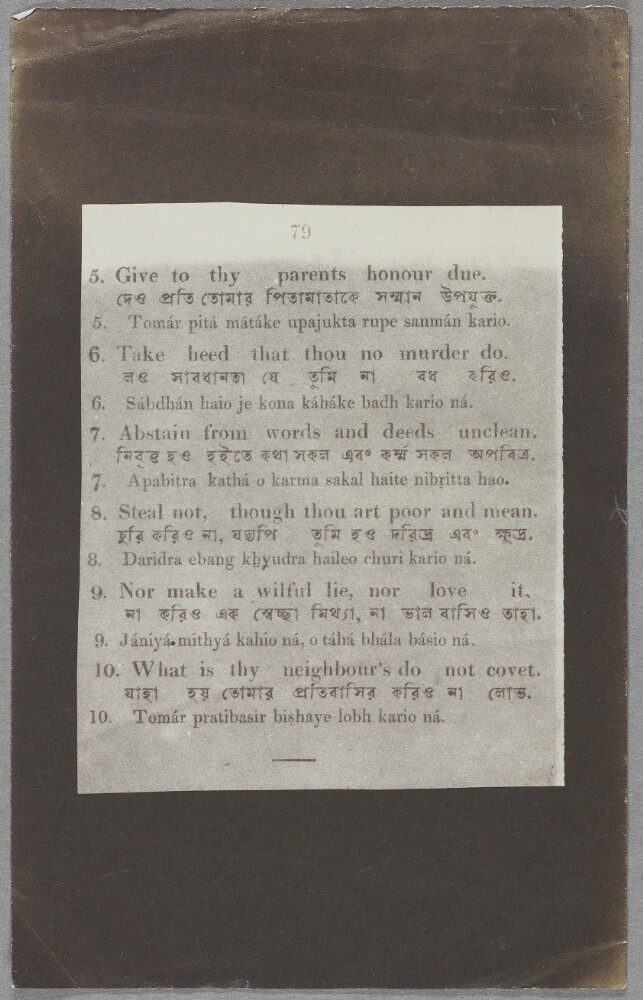 79
5. Give to thy parents honour due.
দেও প্রতি তোমার পিতামাতাকে সম্মান উপযুক্ত.
5. Tomár pitá mátáke upajukta rupe sanmán kario.
6. Take heed that thou no murder do.
লও সাবধানতা যে তুমি না বধ করিও.
6. Sábdhán haio je kona káháke badh kario ná.
7. Abstain from words and deeds unclean.
নিবৃত্ত হও হইতে কথা সকল এবং কর্ম্ম সকল অপবিত্র.
7. Apabitra kathá o karma sakal haite nibṛitta hao.
8. Steal not, though thou art poor and mean.
চুরি করিও না, যদ্যপি তুমি হও দরিদ্র এবং ক্ষুদ্র.
8. Daridra ebang khyudra haileo churi kario ná.
9. Nor make a wilful lie, nor love it,
না করিও এক স্বেচ্ছা মিথ্যা, না ভাল বাসিও তাহা.
9. Jániyá mithyá kahio ná, o táhá bhála básio ná.
10. What is thy neighbour's do not covet.
যাহা হয় তোমার প্রতিবাসির করিও না লোভ.
10. Tomár pratibasir bishaye lobh kario ná.